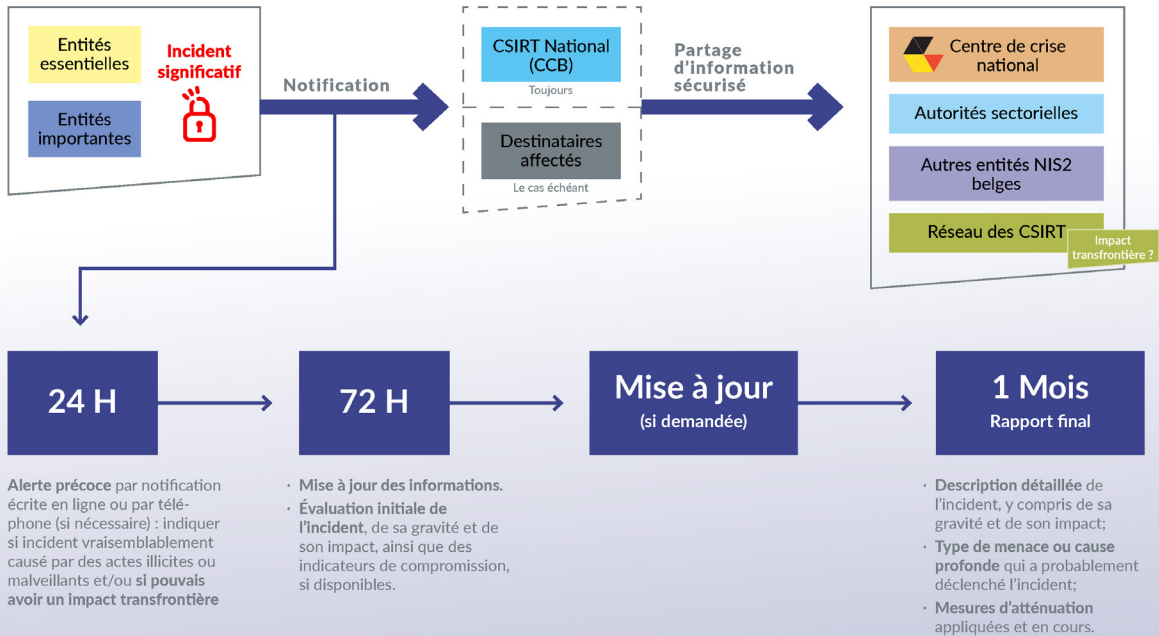 Entités
essentielles
Entités
importantes
Incident
significatif
Notification
CSIRT National
(CCB)
Toujours
Destinataires
affectés
Le cas échéant
Partage
d'information
sécurisé
Centre de crise
national
Autorités sectorielles
Autres entités NIS2
belges
Réseau des CSIRT
Impact
transfrontière ?
24 H
Alerte précoce par notification
écrite en ligne ou par télé-
phone (si nécessaire) : indiquer
si incident vraisemblablement
causé par des actes illicites ou
malveillants et/ou si pouvais
avoir un impact transfrontière
72 H
· Mise à jour des informations.
· Évaluation initiale de
l'incident, de sa gravité et de
son impact, ainsi que des
indicateurs de compromission,
si disponibles.
Mise à jour
(si demandée)
1 Mois
Rapport final
· Description détaillée de
l'incident, y compris de sa
gravité et de son impact;
· Type de menace ou cause
profonde qui a probablement
déclenché l'incident;
· Mesures d'atténuation
appliquées et en cours.